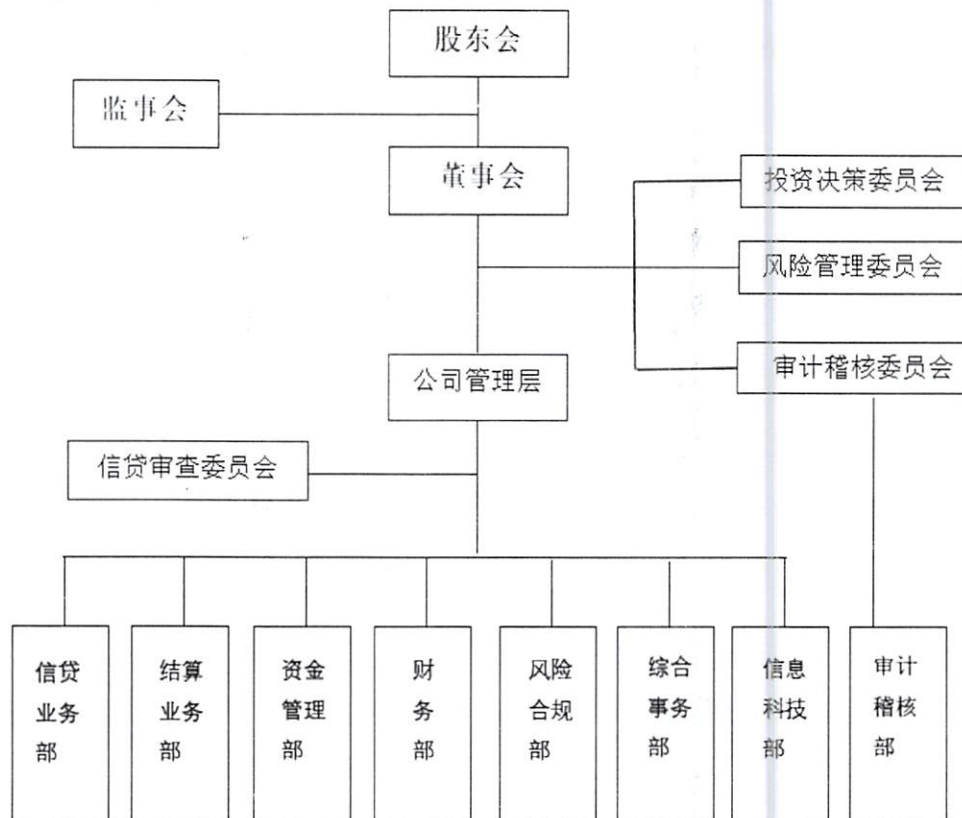 股东会
监事会
董事会
投资决策委员会
风险管理委员会
审计稽核委员会
公司管理层
信贷审查委员会
信贷
业务
部
结算
业务
部
资金
管理
部
财
务
部
风险
合规
部
综合
事务
部
信息
科技
部
审计
稽核
部